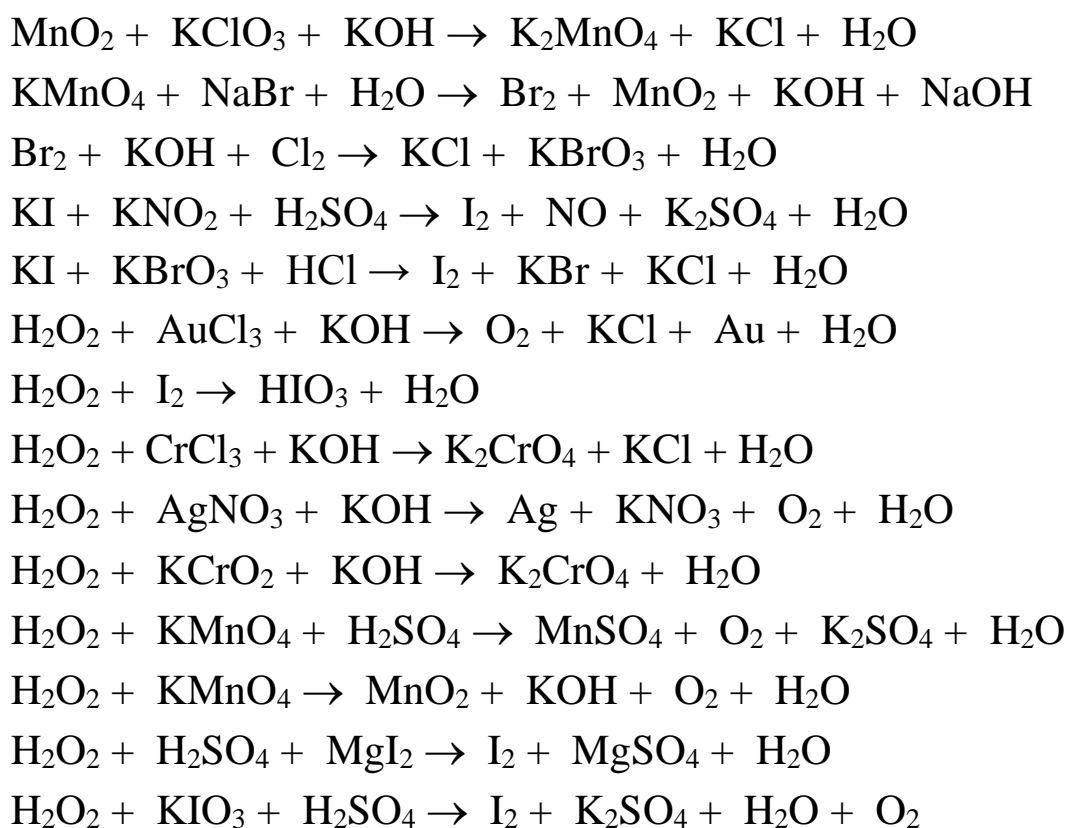 MnO₂ + KClO₃ + KOH → K₂MnO₄ + KCl + H₂O
KMnO₄ + NaBr + H₂O → Br₂ + MnO₂ + KOH + NaOH
Br₂ + KOH + Cl₂ → KCl + KBrO₃ + H₂O
KI + KNO₂ + H₂SO₄ → I₂ + NO + K₂SO₄ + H₂O
KI + KBrO₃ + HCl → I₂ + KBr + KCl + H₂O
H₂O₂ + AuCl₃ + KOH → O₂ + KCl + Au + H₂O
H₂O₂ + I₂ → HIO₃ + H₂O
H₂O₂ + CrCl₃ + KOH → K₂CrO₄ + KCl + H₂O
H₂O₂ + AgNO₃ + KOH → Ag + KNO₃ + O₂ + H₂O
H₂O₂ + KCrO₂ + KOH → K₂CrO₄ + H₂O
H₂O₂ + KMnO₄ + H₂SO₄ → MnSO₄ + O₂ + K₂SO₄ + H₂O
H₂O₂ + KMnO₄ → MnO₂ + KOH + O₂ + H₂O
H₂O₂ + H₂SO₄ + MgI₂ → I₂ + MgSO₄ + H₂O
H₂O₂ + KIO₃ + H₂SO₄ → I₂ + K₂SO₄ + H₂O + O₂